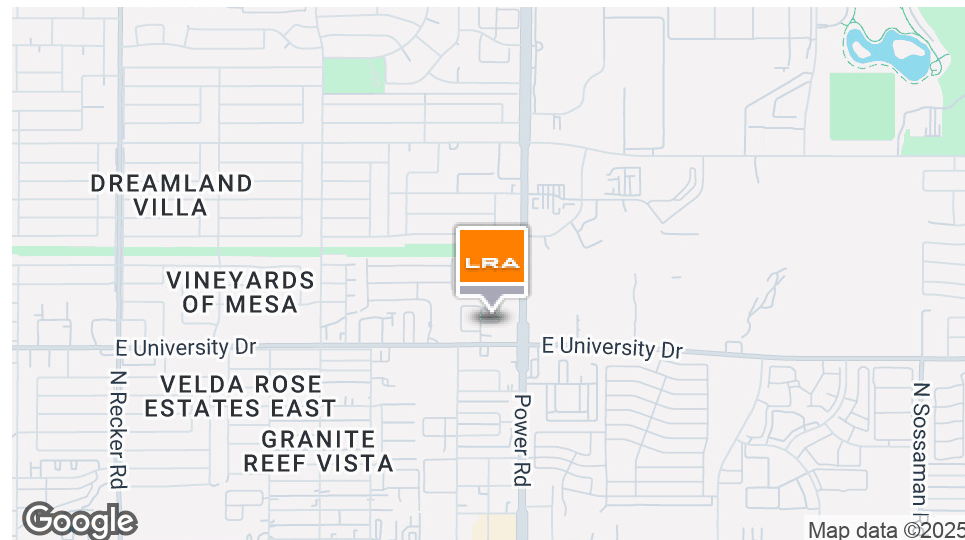 DREAMLAND
VILLA
LRA
VINEYARDS
OF MESA
E University Dr
E University Dr
VELDA ROSE
ESTATES EAST
N Recker Rd
Power Rd
N Sossaman
GRANITE
REEF VISTA
Google
Map data ©2025